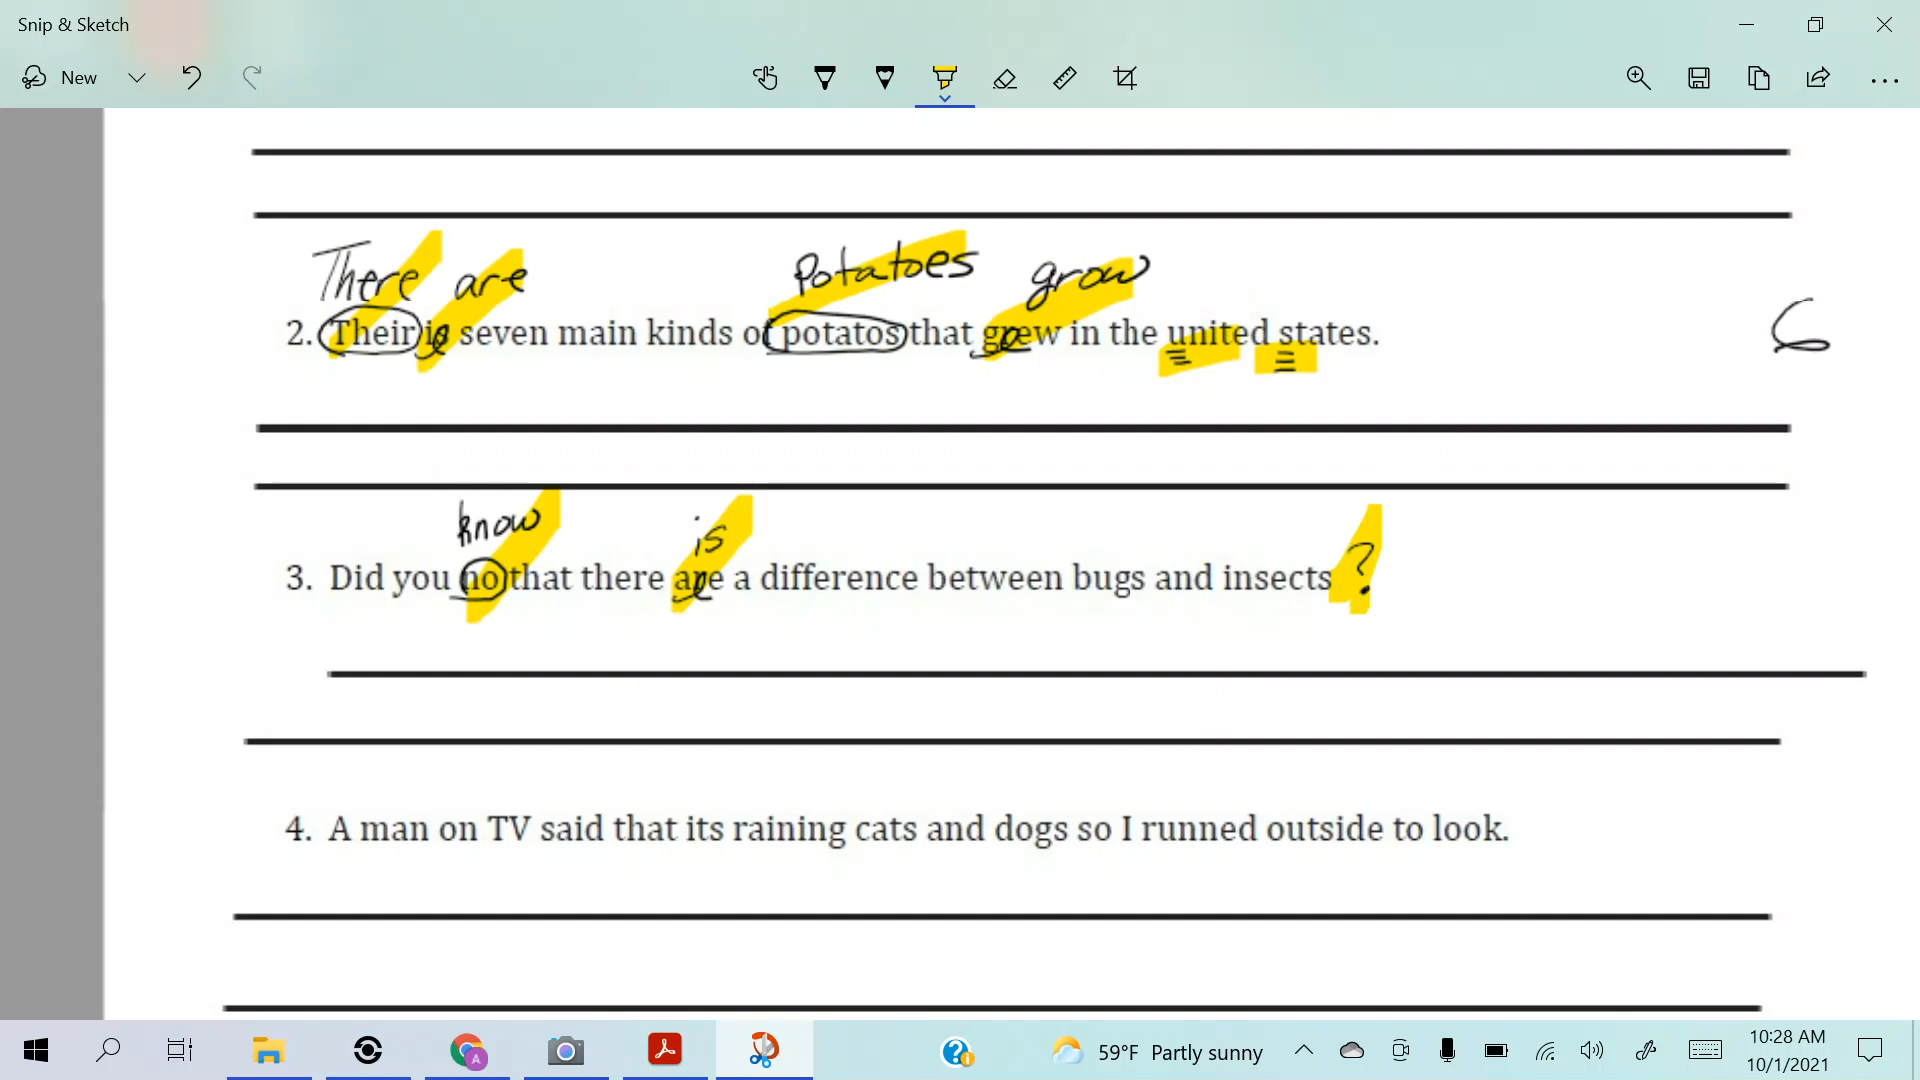 Snip & Sketch
New
There are potatoes grow
2. Their is seven main kinds of potatos that grew in the united states.
6
know is
3. Did you no that there are a difference between bugs and insects ?
4. A man on TV said that its raining cats and dogs so I runned outside to look.
59°F Partly sunny
10:28 AM
10/1/2021